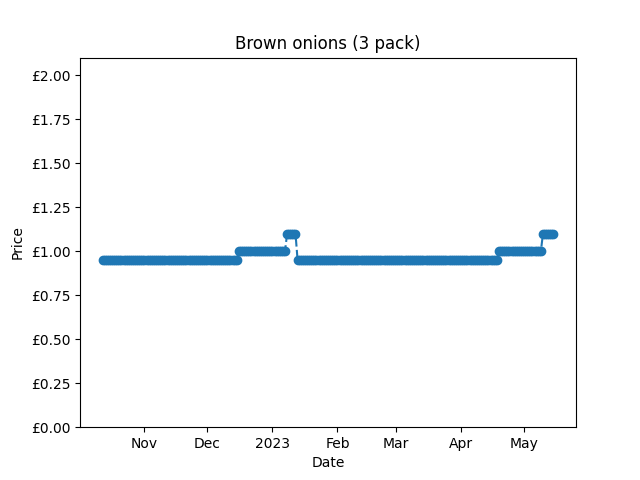 Brown onions (3 pack)
£2.00
£1.75
£1.50
£1.25
£1.00
£0.75
£0.50
£0.25
£0.00
Price
Nov Dec 2023 Feb Mar Apr May
Date